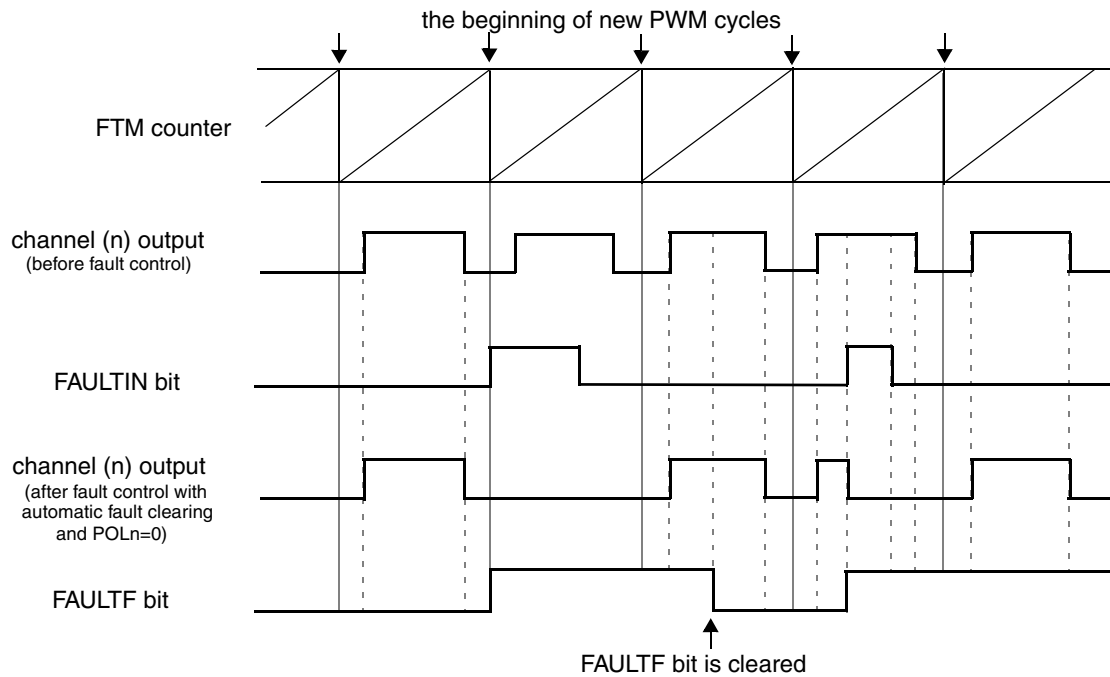 the beginning of new PWM cycles
FTM counter
channel (n) output
(before fault control)
FAULTIN bit
channel (n) output
(after fault control with
automatic fault clearing
and POLn=0)
FAULTF bit
FAULTF bit is cleared